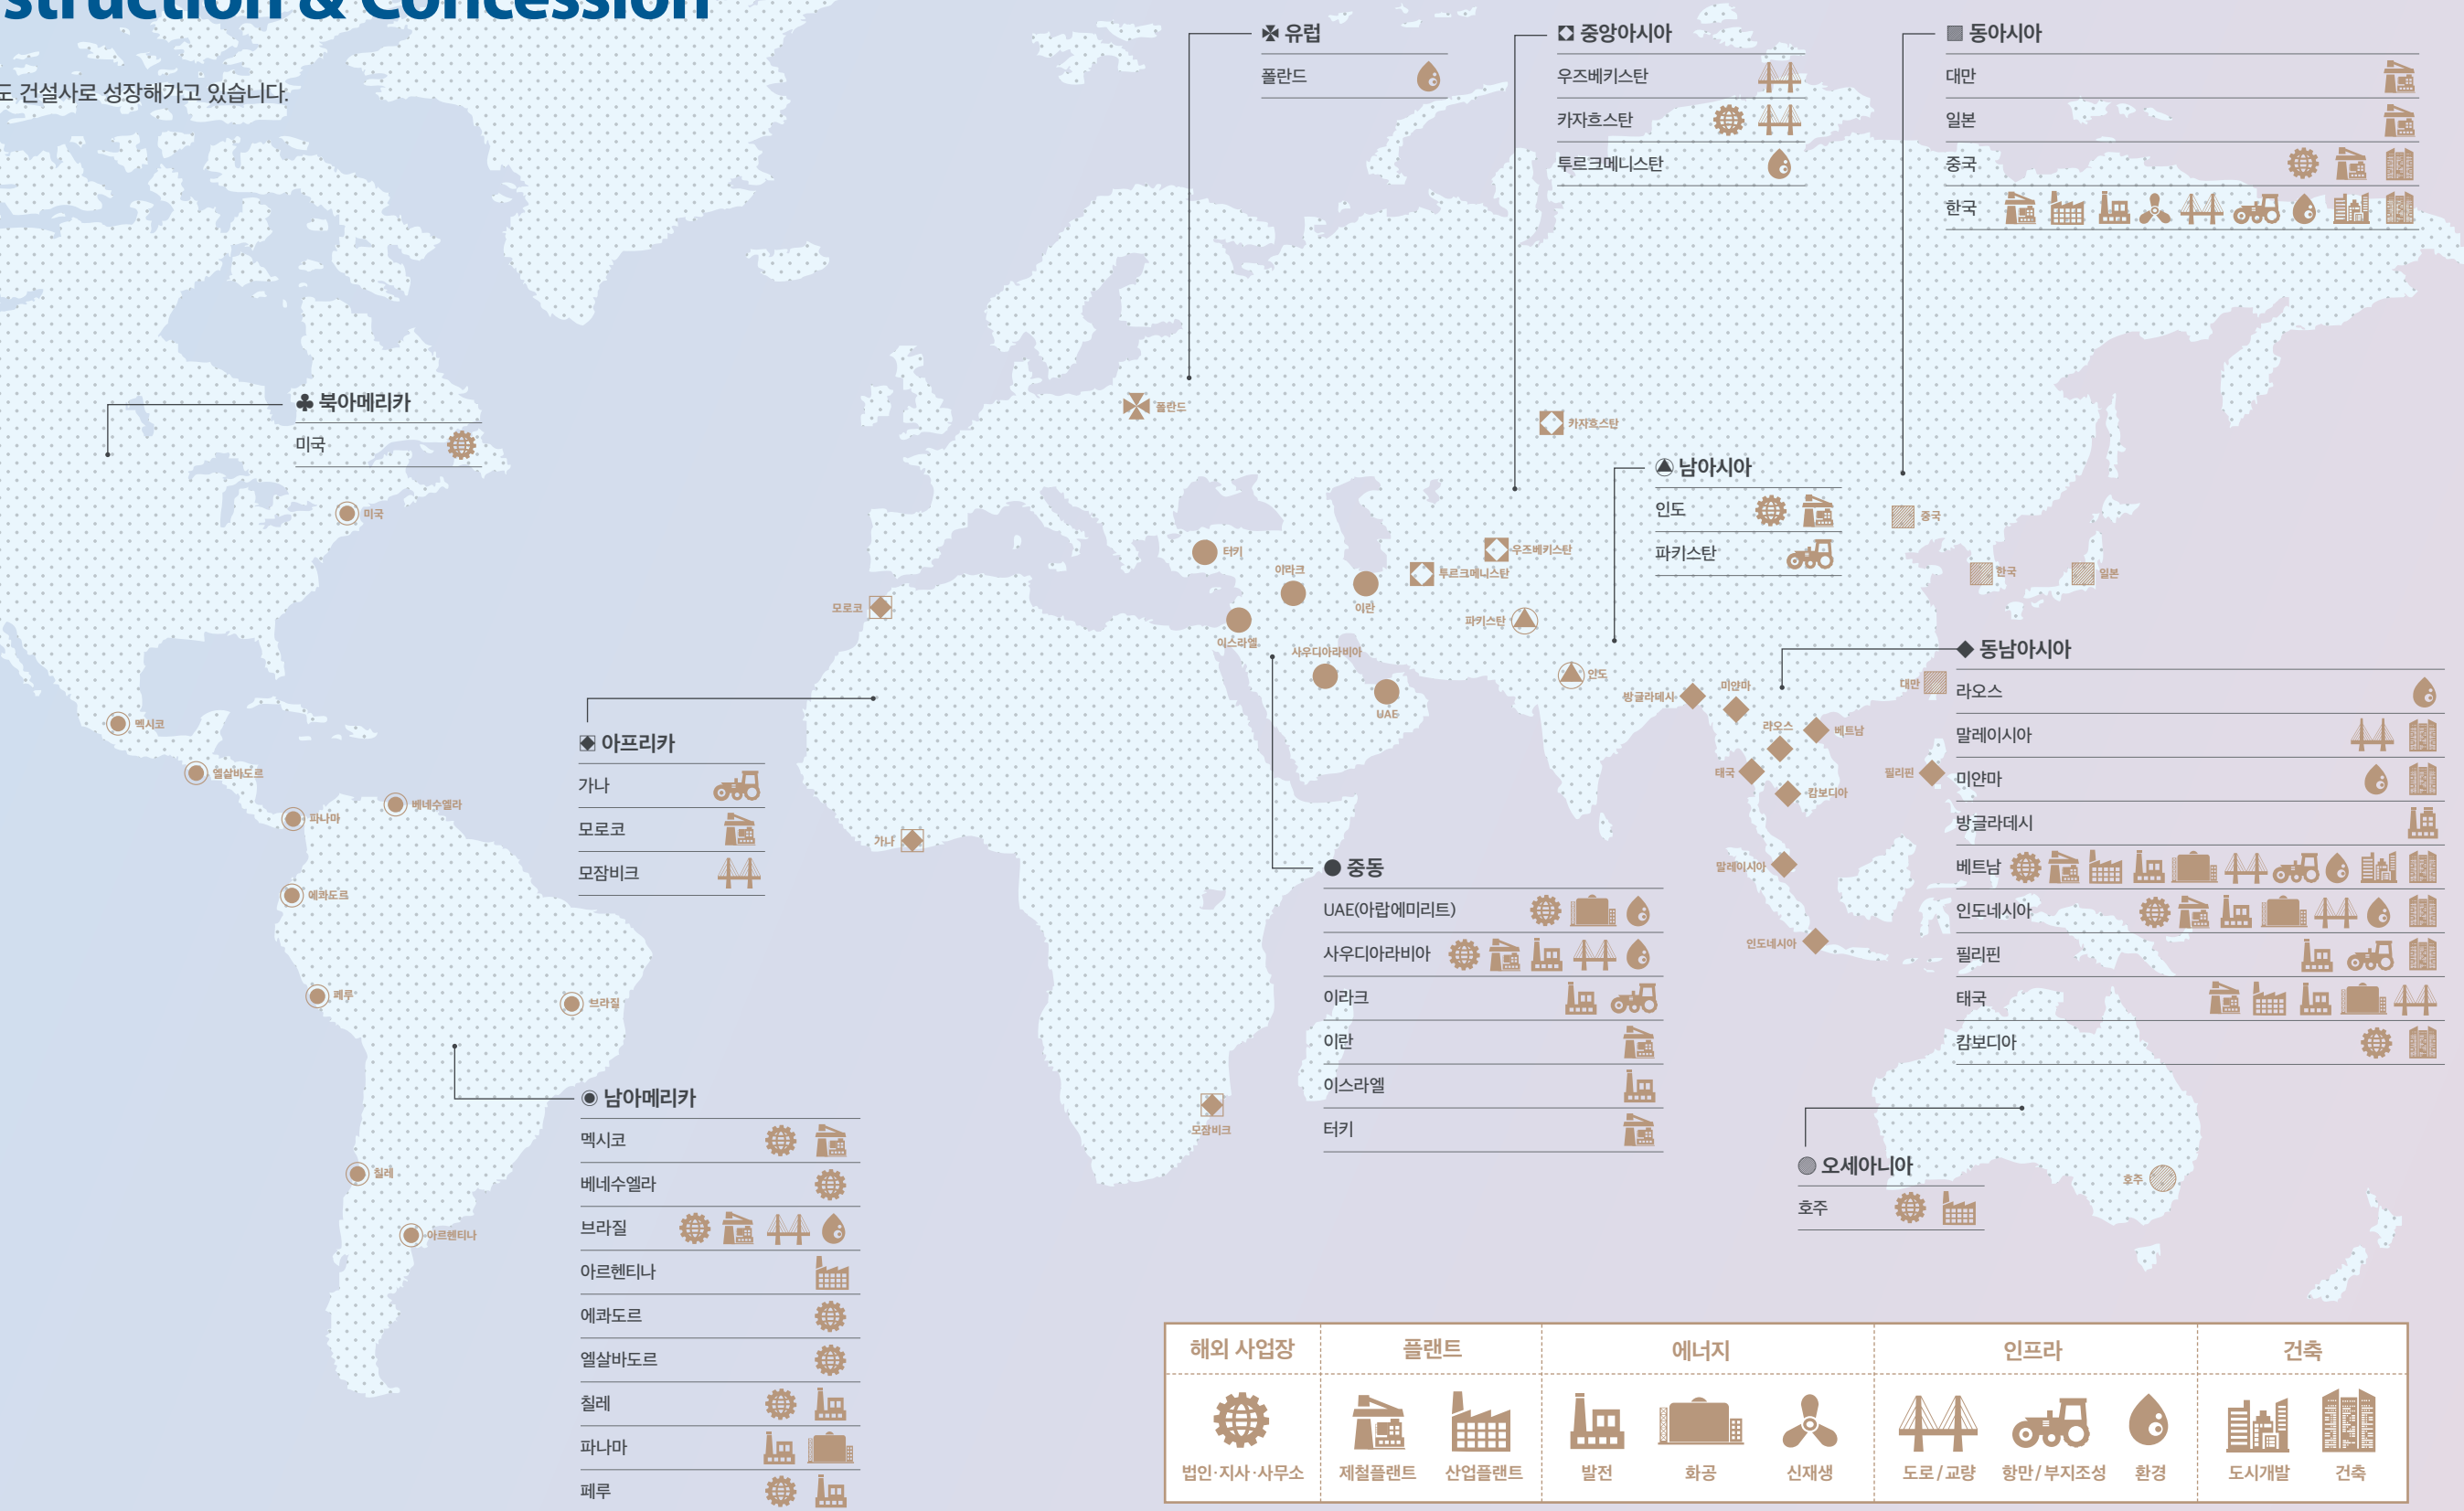 struction & Concession
도 건설사로 성장해가고 있습니다.
유럽
폴란드
중앙아시아
우즈베키스탄
카자흐스탄
투르크메니스탄
동아시아
대만
일본
중국
한국
북아메리카
미국
남아시아
인도
파키스탄
동남아시아
라오스
말레이시아
미얀마
방글라데시
베트남
인도네시아
필리핀
태국
캄보디아
아프리카
가나
모로코
모잠비크
중동
UAE(아랍에미리트)
사우디아라비아
이라크
이란
이스라엘
터키
남아메리카
멕시코
베네수엘라
브라질
아르헨티나
에콰도르
엘살바도르
칠레
파나마
페루
오세아니아
호주
폴란드
카자흐스탄
미국
중국
터키
우즈베키스탄
이라크
투르크메니스탄
한국
일본
모로코
이란
파키스탄
이스라엘
사우디아라비아
인도
대만
미얀마
방글라데시
UAE
멕시코
라오스
베트남
엘살바도르
태국
필리핀
캄보디아
베네수엘라
파나마
가나
말레이시아
에콰도르
인도네시아
페루
브라질
모잠비크
칠레
호주
아르헨티나
해외 사업장 플랜트 에너지 인프라 건축
법인·지사·사무소 제철플랜트 산업플랜트 발전 화공 신재생 도로/교량 항만/부지조성 환경 도시개발 건축